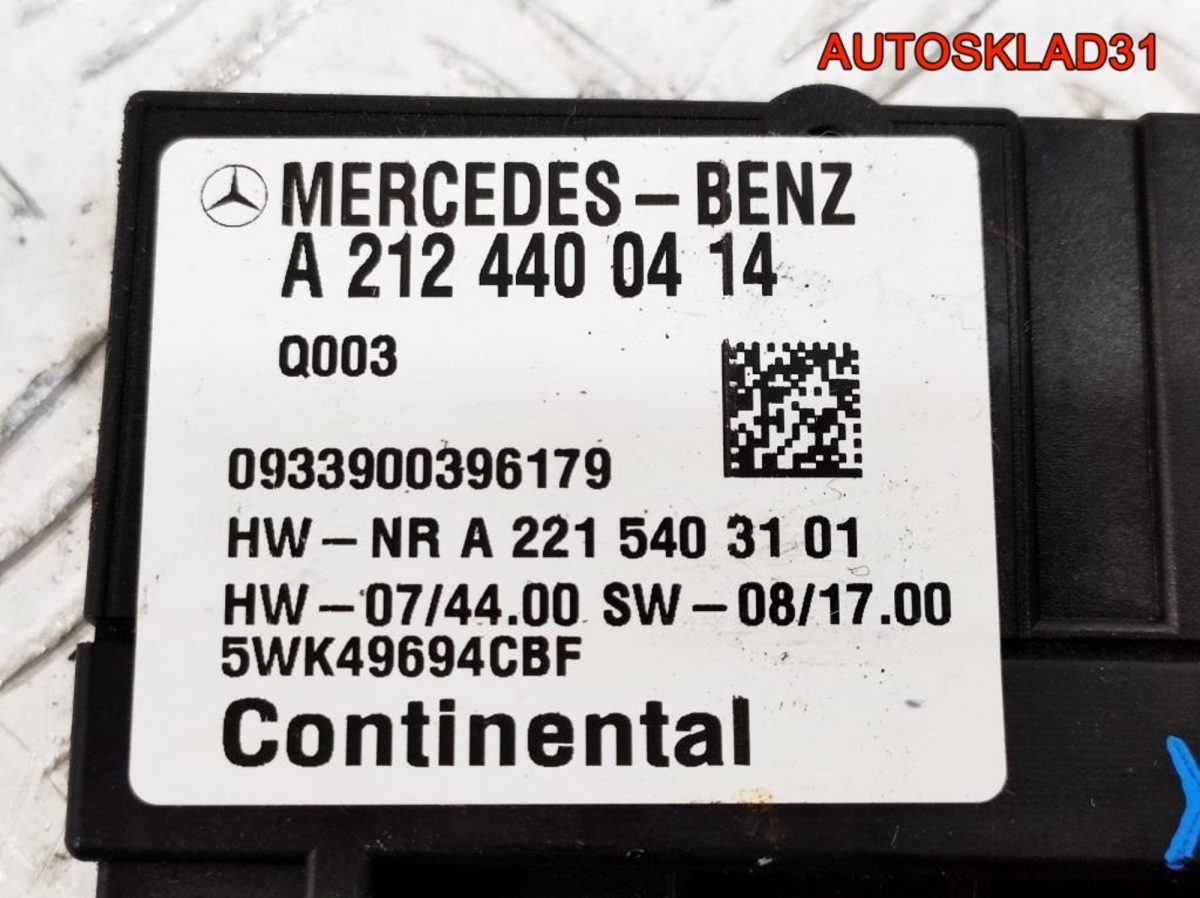 AUTOSKLAD31
MERCEDES-BENZ
A 212 440 04 14
Q003
0933900396179
HW-NR A 221 540 31 01
HW-07/44.00 SW-08/17.00
5WK49694CBF
Continental